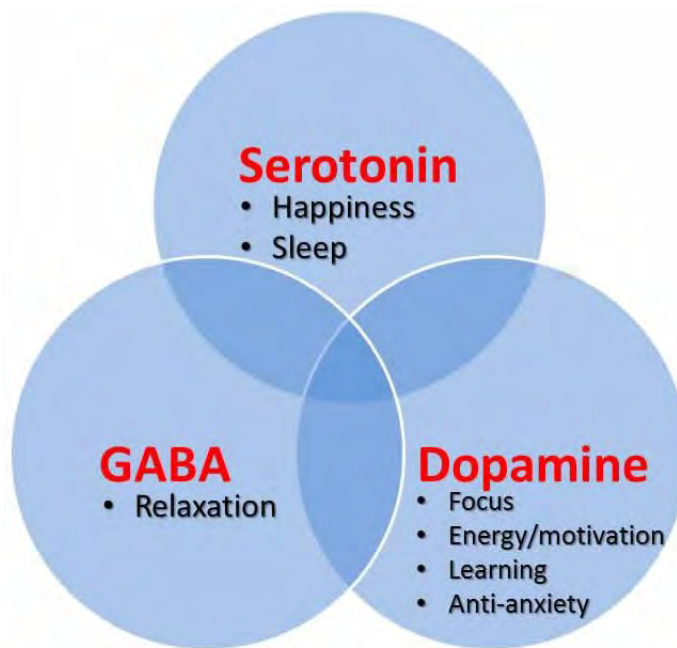 Serotonin
• Happiness
• Sleep
GABA
• Relaxation
Dopamine
• Focus
• Energy/motivation
• Learning
• Anti-anxiety